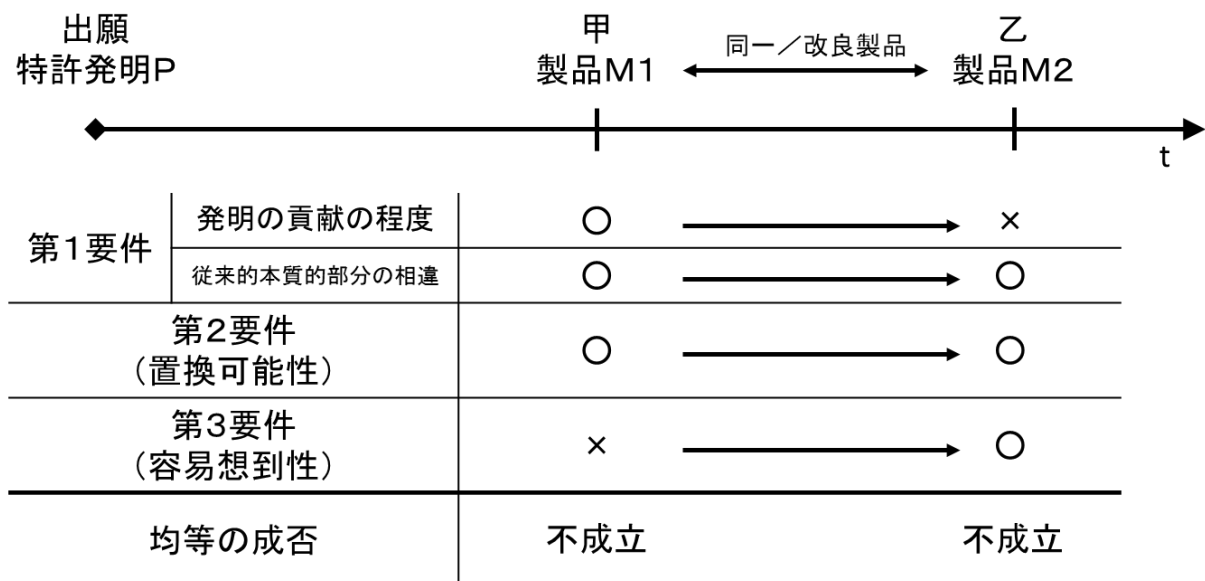 出願
特許発明P
甲
製品M1
同一／改良製品
乙
製品M2
t
第1要件
発明の貢献の程度
○
×
従来的本質的部分の相違
○
○
第2要件
（置換可能性）
○
○
第3要件
（容易想到性）
×
○
均等の成否
不成立
不成立